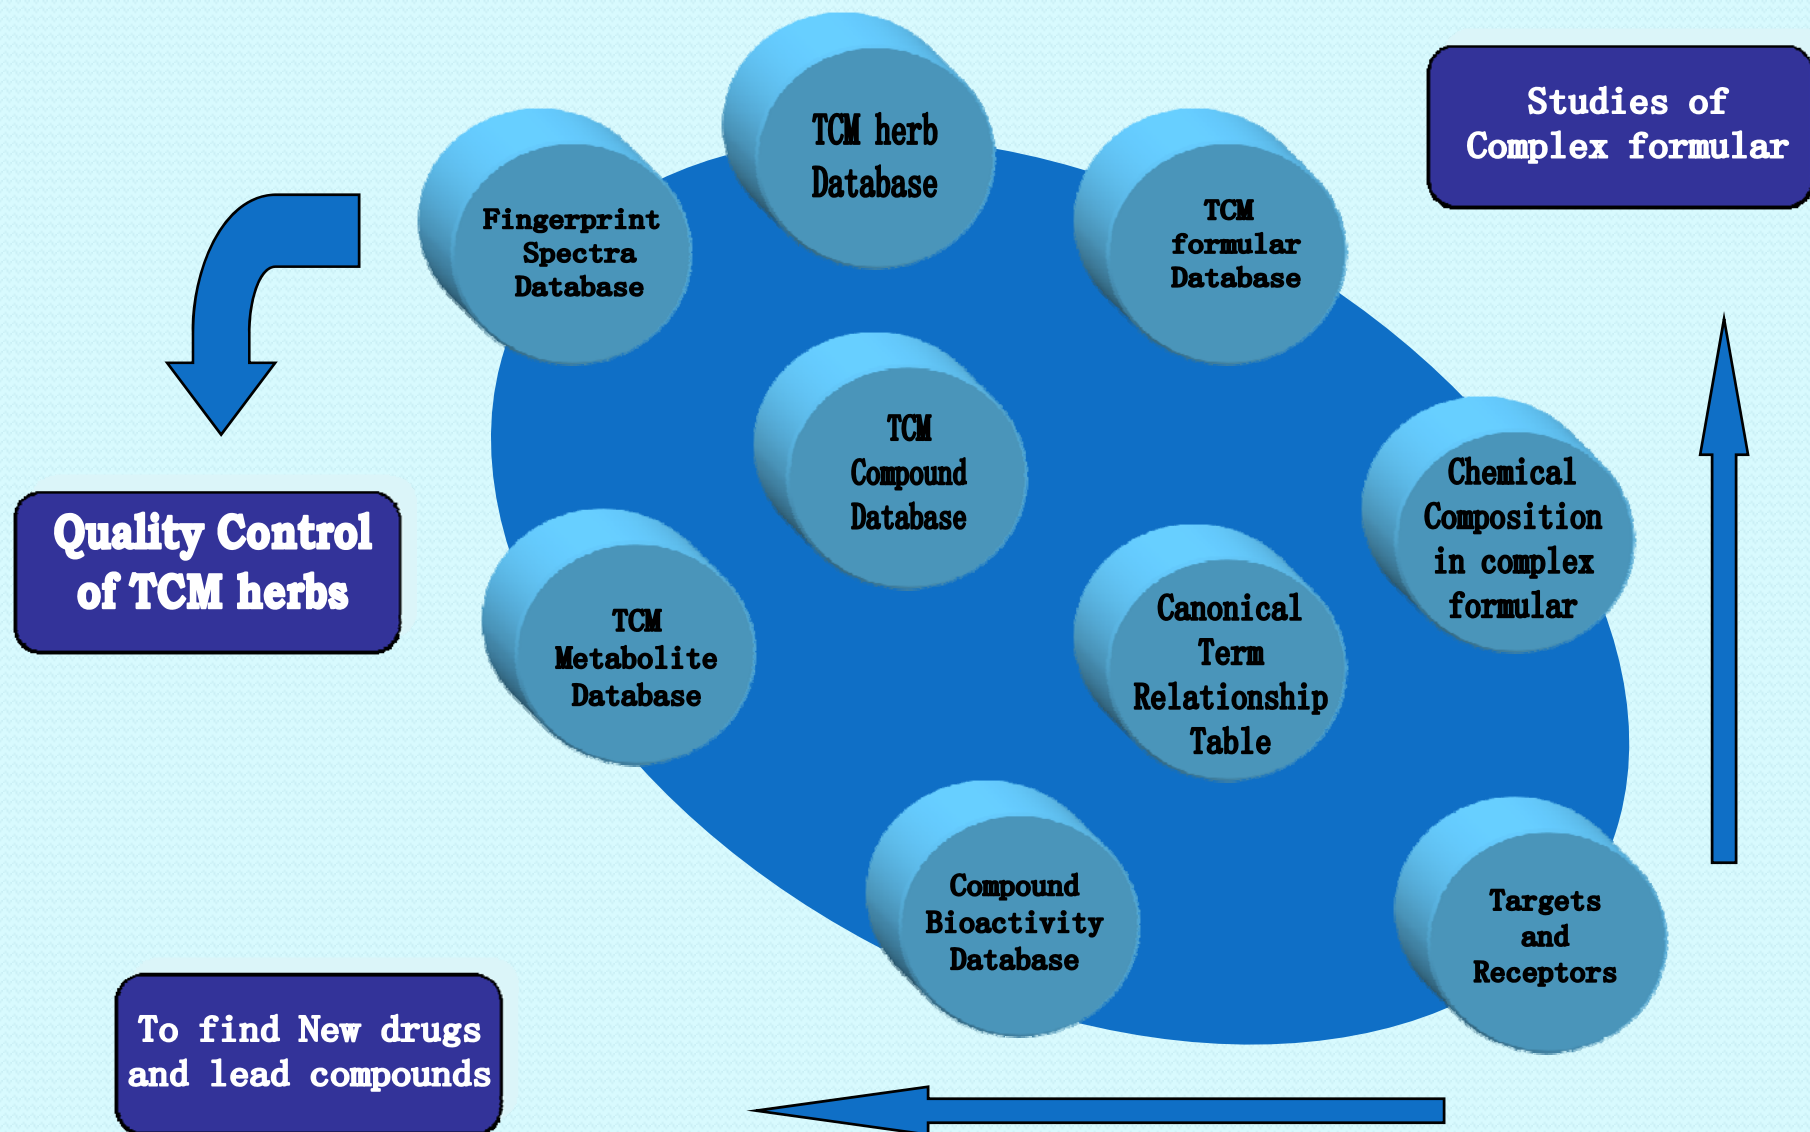 TCM herb
Database
Studies of
Complex formular
Fingerprint
Spectra
Database
TCM
formular
Database
TCM
Compound
Database
Chemical
Composition
in complex
formular
Quality Control
of TCM herbs
TCM
Metabolite
Database
Canonical
Term
Relationship
Table
Compound
Bioactivity
Database
Targets
and
Receptors
To find New drugs
and lead compounds